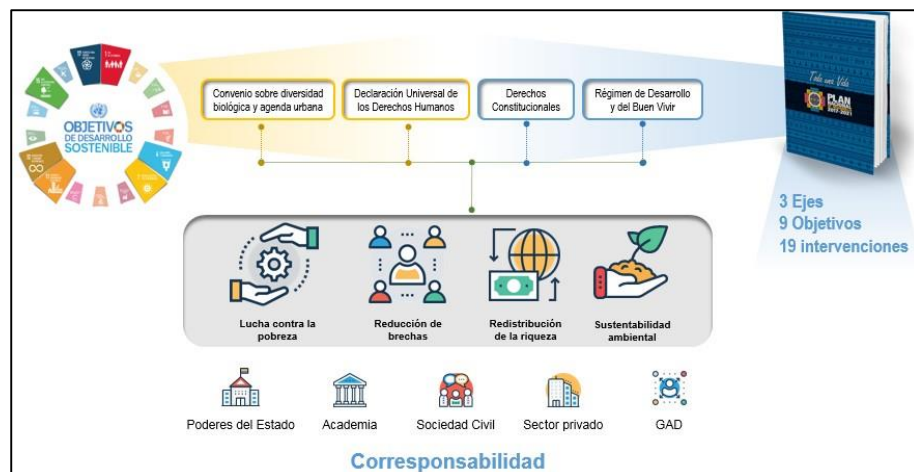 OBJETIVOS
DE DESARROLLO
SOSTENIBLE
Convenio sobre diversidad
biológica y agenda urbana
Declaración Universal de
los Derechos Humanos
Derechos
Constitucionales
Régimen de Desarrollo
y del Buen Vivir
Toda una Vida
PLAN
2017-2021
3 Ejes
9 Objetivos
19 intervenciones
Lucha contra la
pobreza
Reducción de
brechas
Redistribución
de la riqueza
Sustentabilidad
ambiental
Poderes del Estado
Academia
Sociedad Civil
Sector privado
GAD
Corresponsabilidad